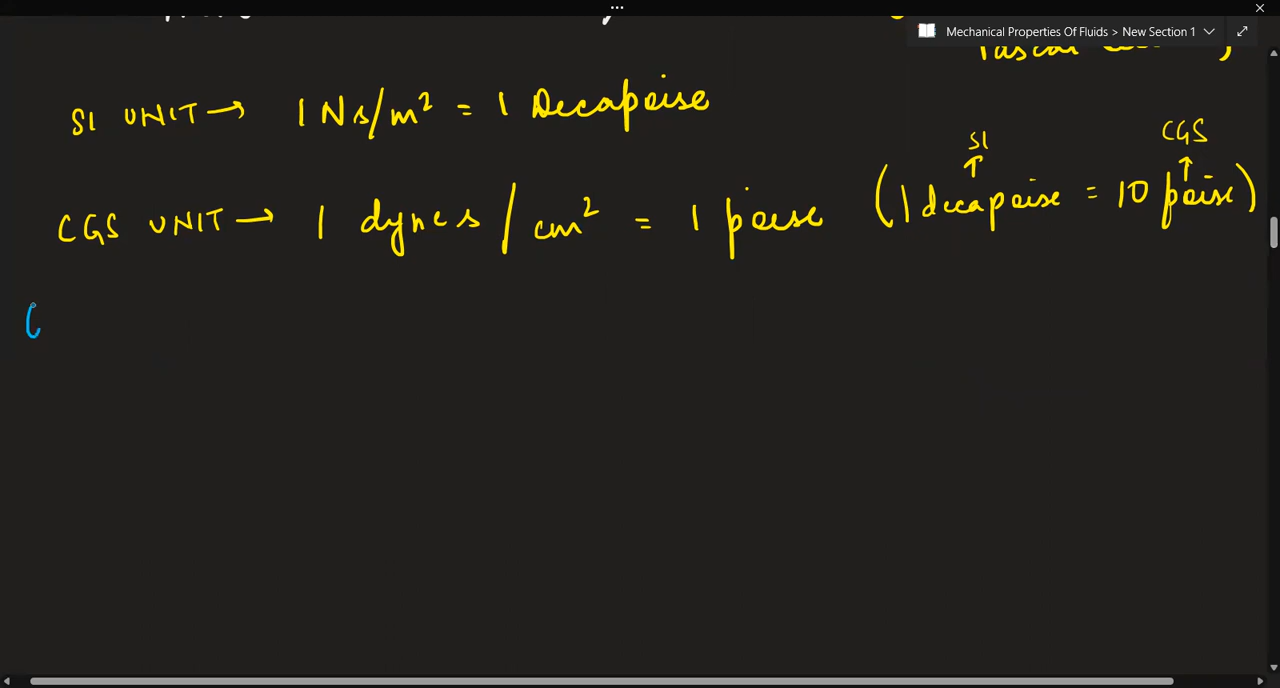 Mechanical Properties Of Fluids > New Section 1
SI UNIT → 1 Ns/m² = 1 Decapoise
CGS UNIT → 1 dyne s / cm² = 1 poise
SI CGS
(1 decapoise = 10 poise)